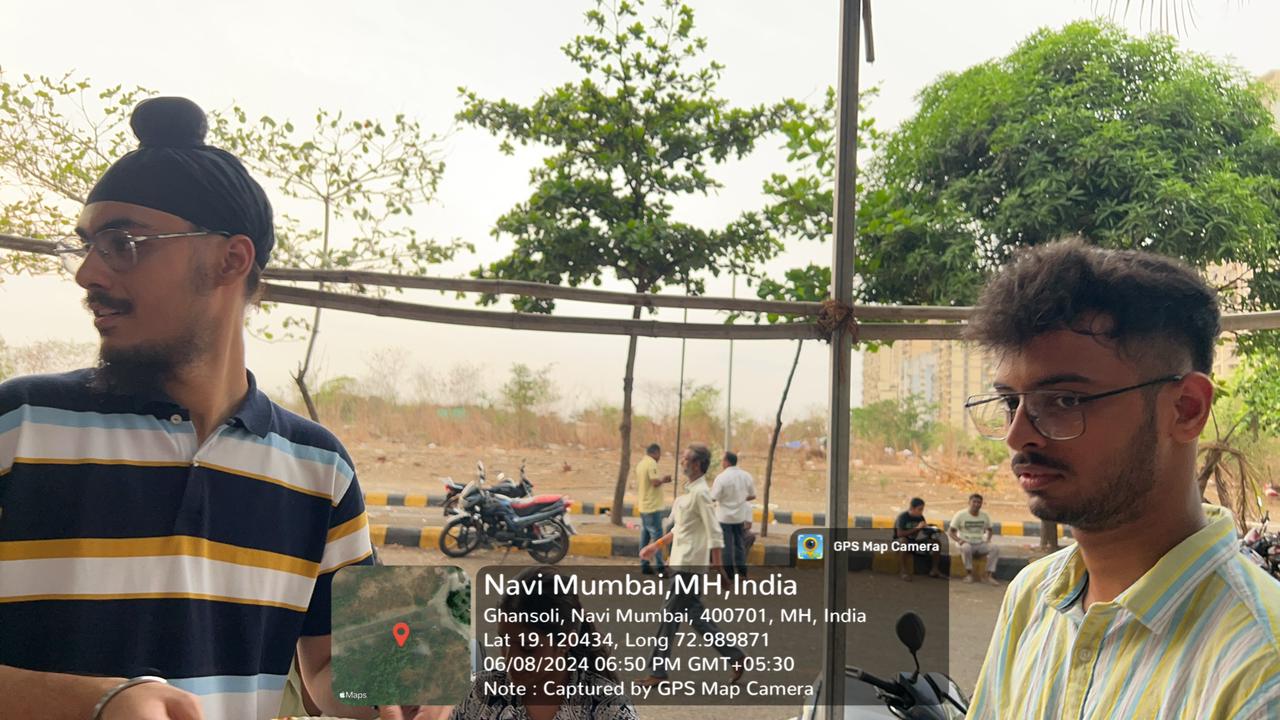 GPS Map Camera
Navi Mumbai,MH,India
Ghansoli, Navi Mumbai, 400701, MH, India
Lat 19.120434, Long 72.989871
06/08/2024 06:50 PM GMT+05:30
Note : Captured by GPS Map Camera
Maps